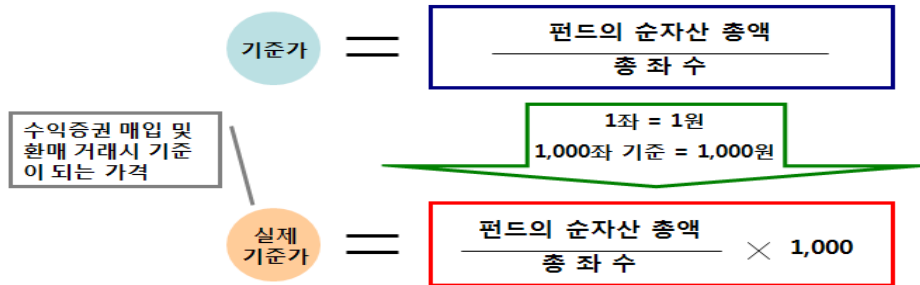 기준가
펀드의 순자산 총액
총 좌 수
수익증권 매입 및
환매 거래시 기준
이 되는 가격
1좌 = 1원
1,000좌 기준 = 1,000원
실제
기준가
펀드의 순자산 총액
총 좌 수
× 1,000